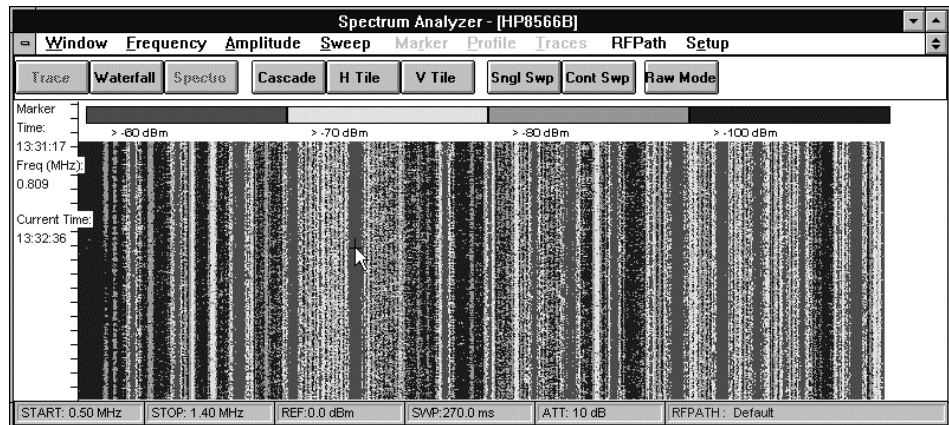 Spectrum Analyzer - [HP8566B]
Window Frequency Amplitude Sweep Marker Profile Traces RFPath Setup
Trace Waterfall Spectro Cascade H Tile V Tile Sngl Swp Cont Swp Raw Mode
Marker
Time:
13:31:17
Freq (MHz):
0.809
Current Time:
13:32:36
> -60 dBm > -70 dBm > -80 dBm > -100 dBm
START: 0.50 MHz STOP: 1.40 MHz REF:0.0 dBm SWP:270.0 ms ATT: 10 dB RFPATH : Default